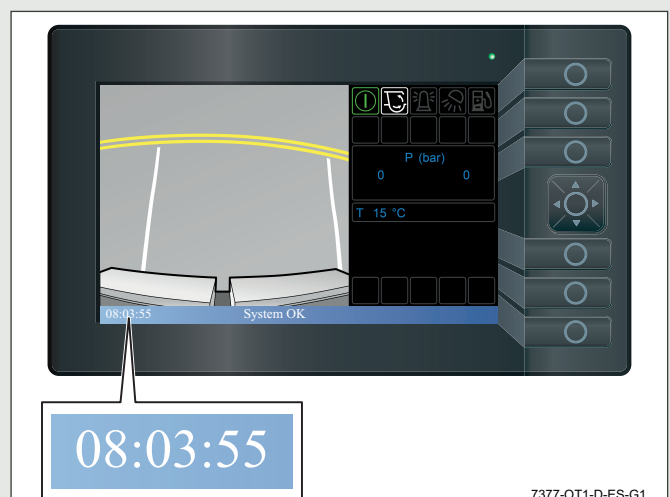 P (bar)
0 0
T 15 °C
08:03:55 System OK
08:03:55
7377-OT1-D-ES-G1